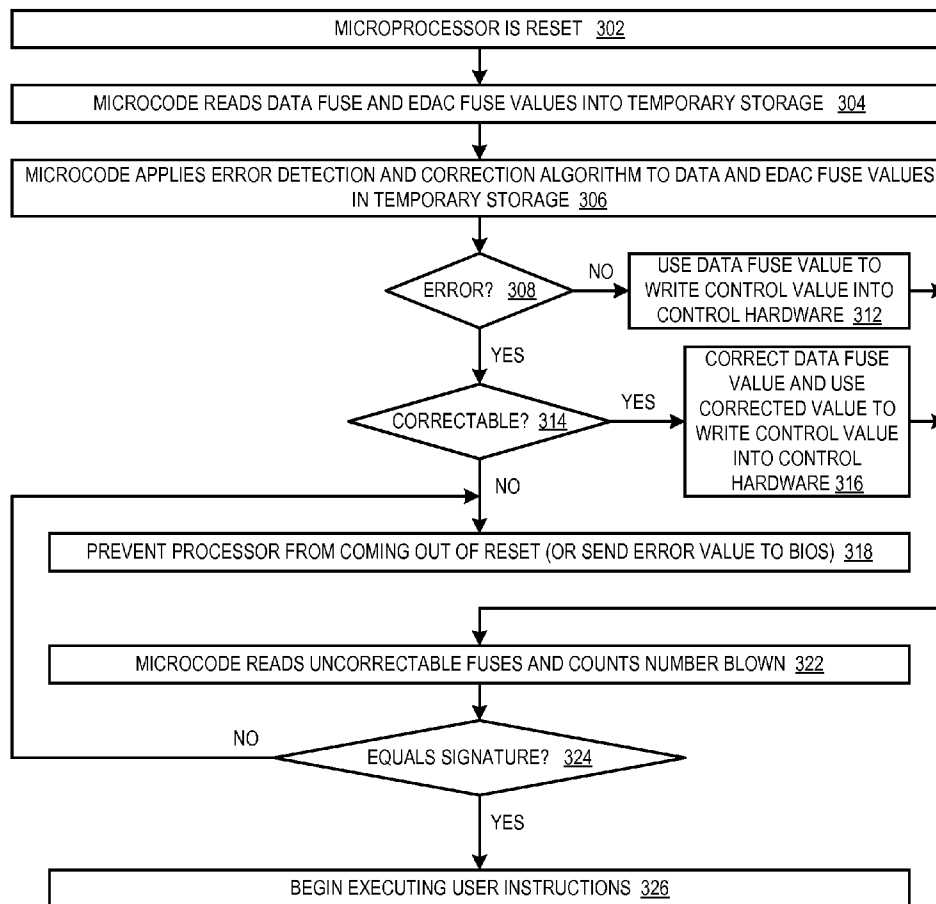 MICROPROCESSOR IS RESET 302
MICROCODE READS DATA FUSE AND EDAC FUSE VALUES INTO TEMPORARY STORAGE 304
MICROCODE APPLIES ERROR DETECTION AND CORRECTION ALGORITHM TO DATA AND EDAC FUSE VALUES
IN TEMPORARY STORAGE 306
ERROR? 308
NO
USE DATA FUSE VALUE TO
WRITE CONTROL VALUE INTO
CONTROL HARDWARE 312
YES
CORRECTABLE? 314
YES
CORRECT DATA FUSE
VALUE AND USE
CORRECTED VALUE TO
WRITE CONTROL VALUE
INTO CONTROL
HARDWARE 316
NO
PREVENT PROCESSOR FROM COMING OUT OF RESET (OR SEND ERROR VALUE TO BIOS) 318
MICROCODE READS UNCORRECTABLE FUSES AND COUNTS NUMBER BLOWN 322
NO
EQUALS SIGNATURE? 324
YES
BEGIN EXECUTING USER INSTRUCTIONS 326